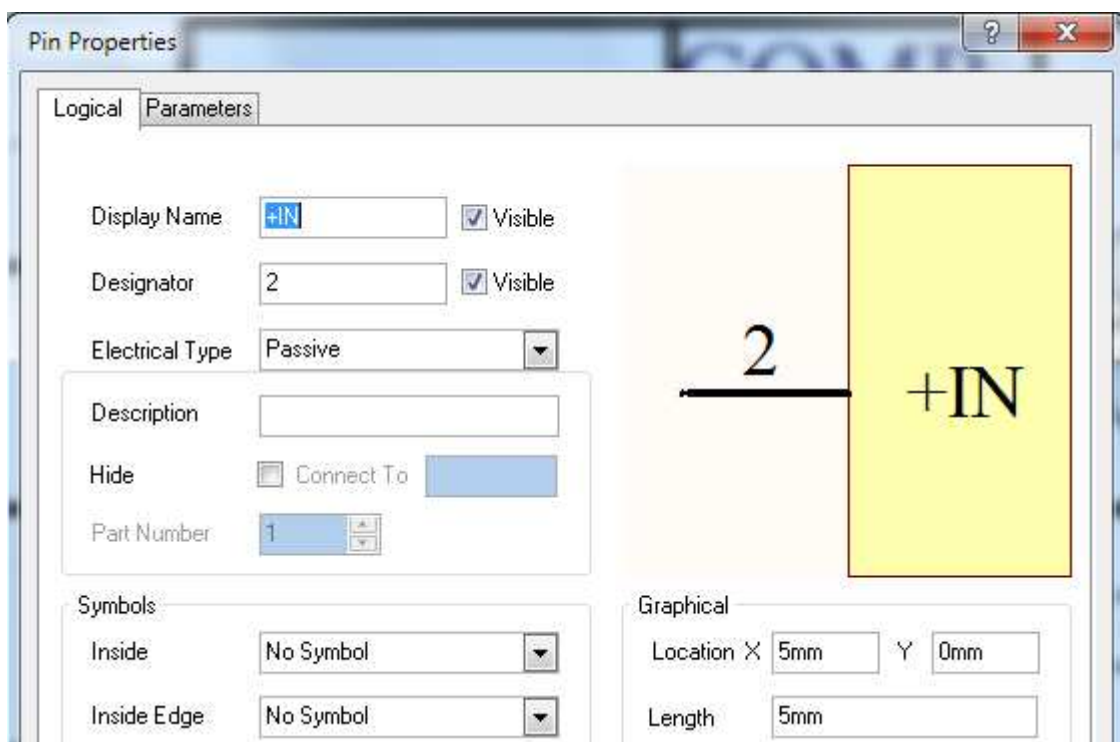 Pin Properties
?
Logical Parameters
Display Name +IN Visible
Designator 2 Visible
Electrical Type Passive
Description
Hide Connect To
Part Number 1
2
+IN
Symbols
Inside No Symbol
Inside Edge No Symbol
Graphical
Location X 5mm Y 0mm
Length 5mm